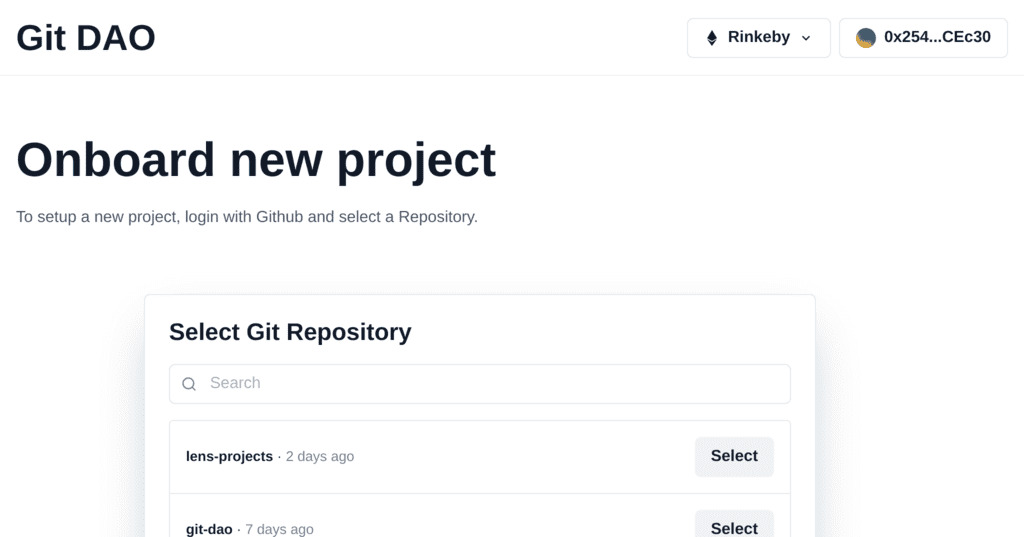 Git DAO
Rinkeby
0x254...CEc30
Onboard new project
To setup a new project, login with Github and select a Repository.
Select Git Repository
Search
lens-projects · 2 days ago
Select
git-dao · 7 days ago
Select